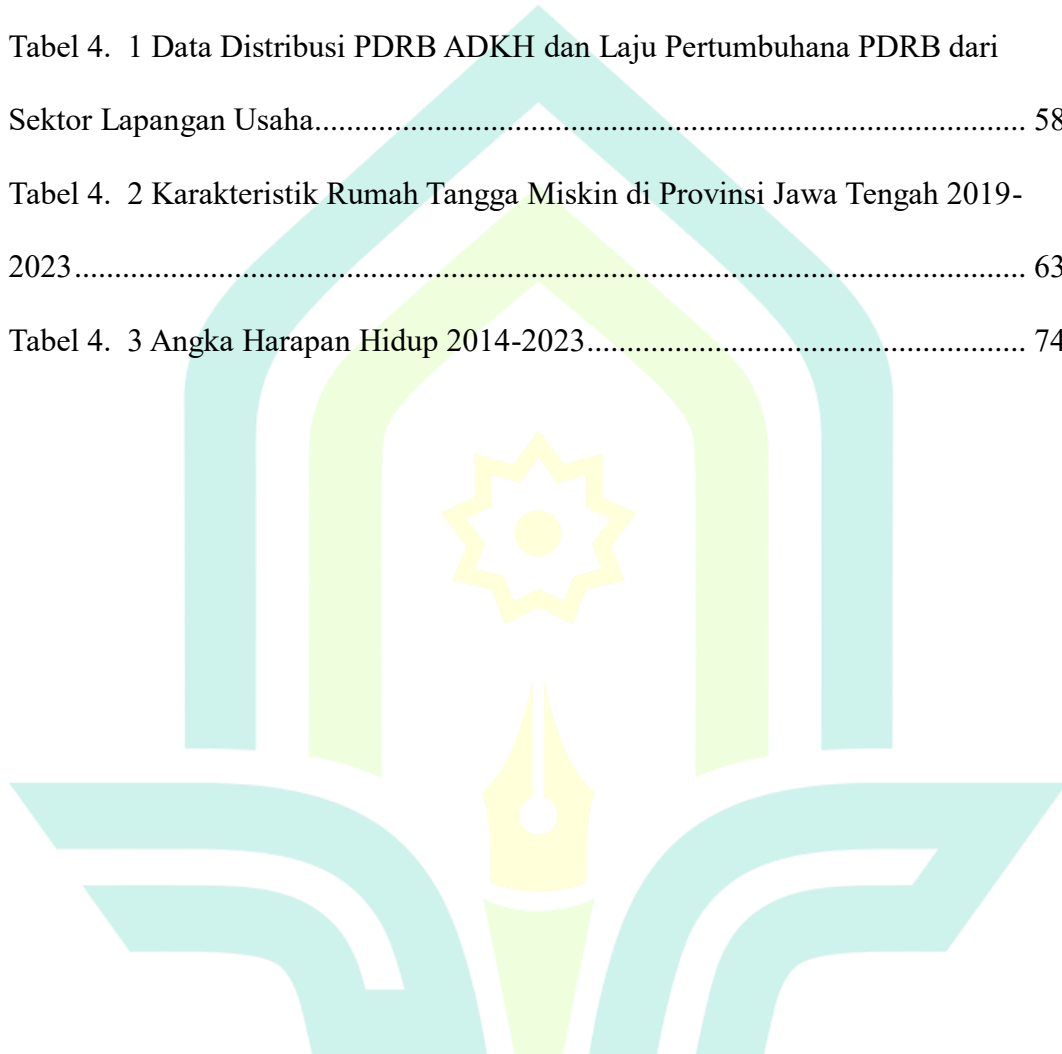 Tabel 4.  1 Data Distribusi PDRB ADKH dan Laju Pertumbuhana PDRB dari
Sektor Lapangan Usaha........................................................................................ 58
Tabel 4.  2 Karakteristik Rumah Tangga Miskin di Provinsi Jawa Tengah 2019-
2023..................................................................................................................... 63
Tabel 4.  3 Angka Harapan Hidup 2014-2023...................................................... 74